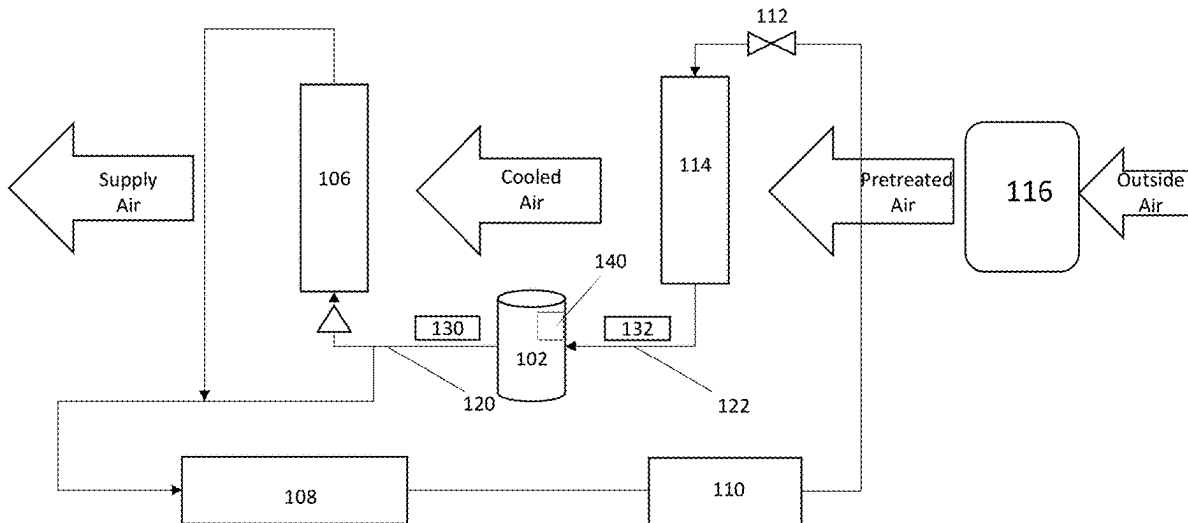 112
114
106
Supply
Air
Cooled
Air
Pretreated
Air
116
Outside
Air
140
130
132
102
120
122
108
110